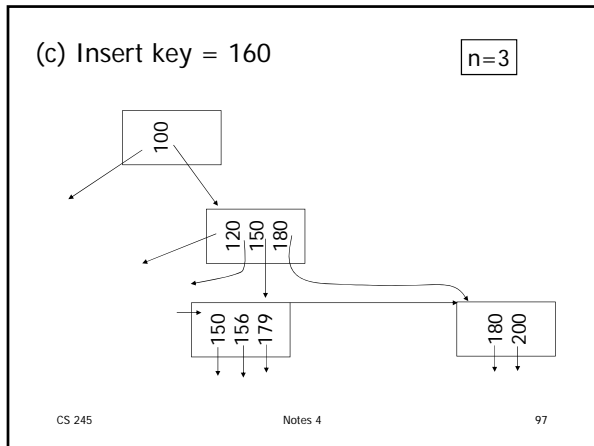 (c) Insert key = 160
n=3
100
120 150 180
150 156 179
180 200
CS 245 Notes 4 97